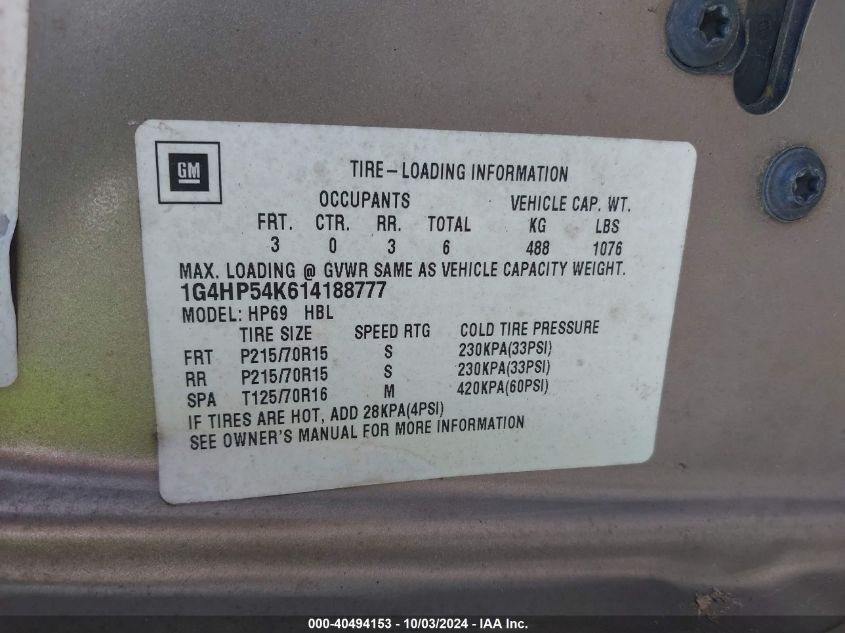 GM
TIRE-LOADING INFORMATION
OCCUPANTS VEHICLE CAP. WT.
FRT. CTR. RR. TOTAL KG LBS
3 0 3 6 488 1076
MAX. LOADING @ GVWR SAME AS VEHICLE CAPACITY WEIGHT.
1G4HP54K614188777
MODEL: HP69 HBL
TIRE SIZE SPEED RTG COLD TIRE PRESSURE
FRT P215/70R15 S 230KPA(33PSI)
RR P215/70R15 S 230KPA(33PSI)
SPA T125/70R16 M 420KPA(60PSI)
IF TIRES ARE HOT, ADD 28KPA(4PSI)
SEE OWNER'S MANUAL FOR MORE INFORMATION
000-40494153 - 10/03/2024 - IAA Inc.